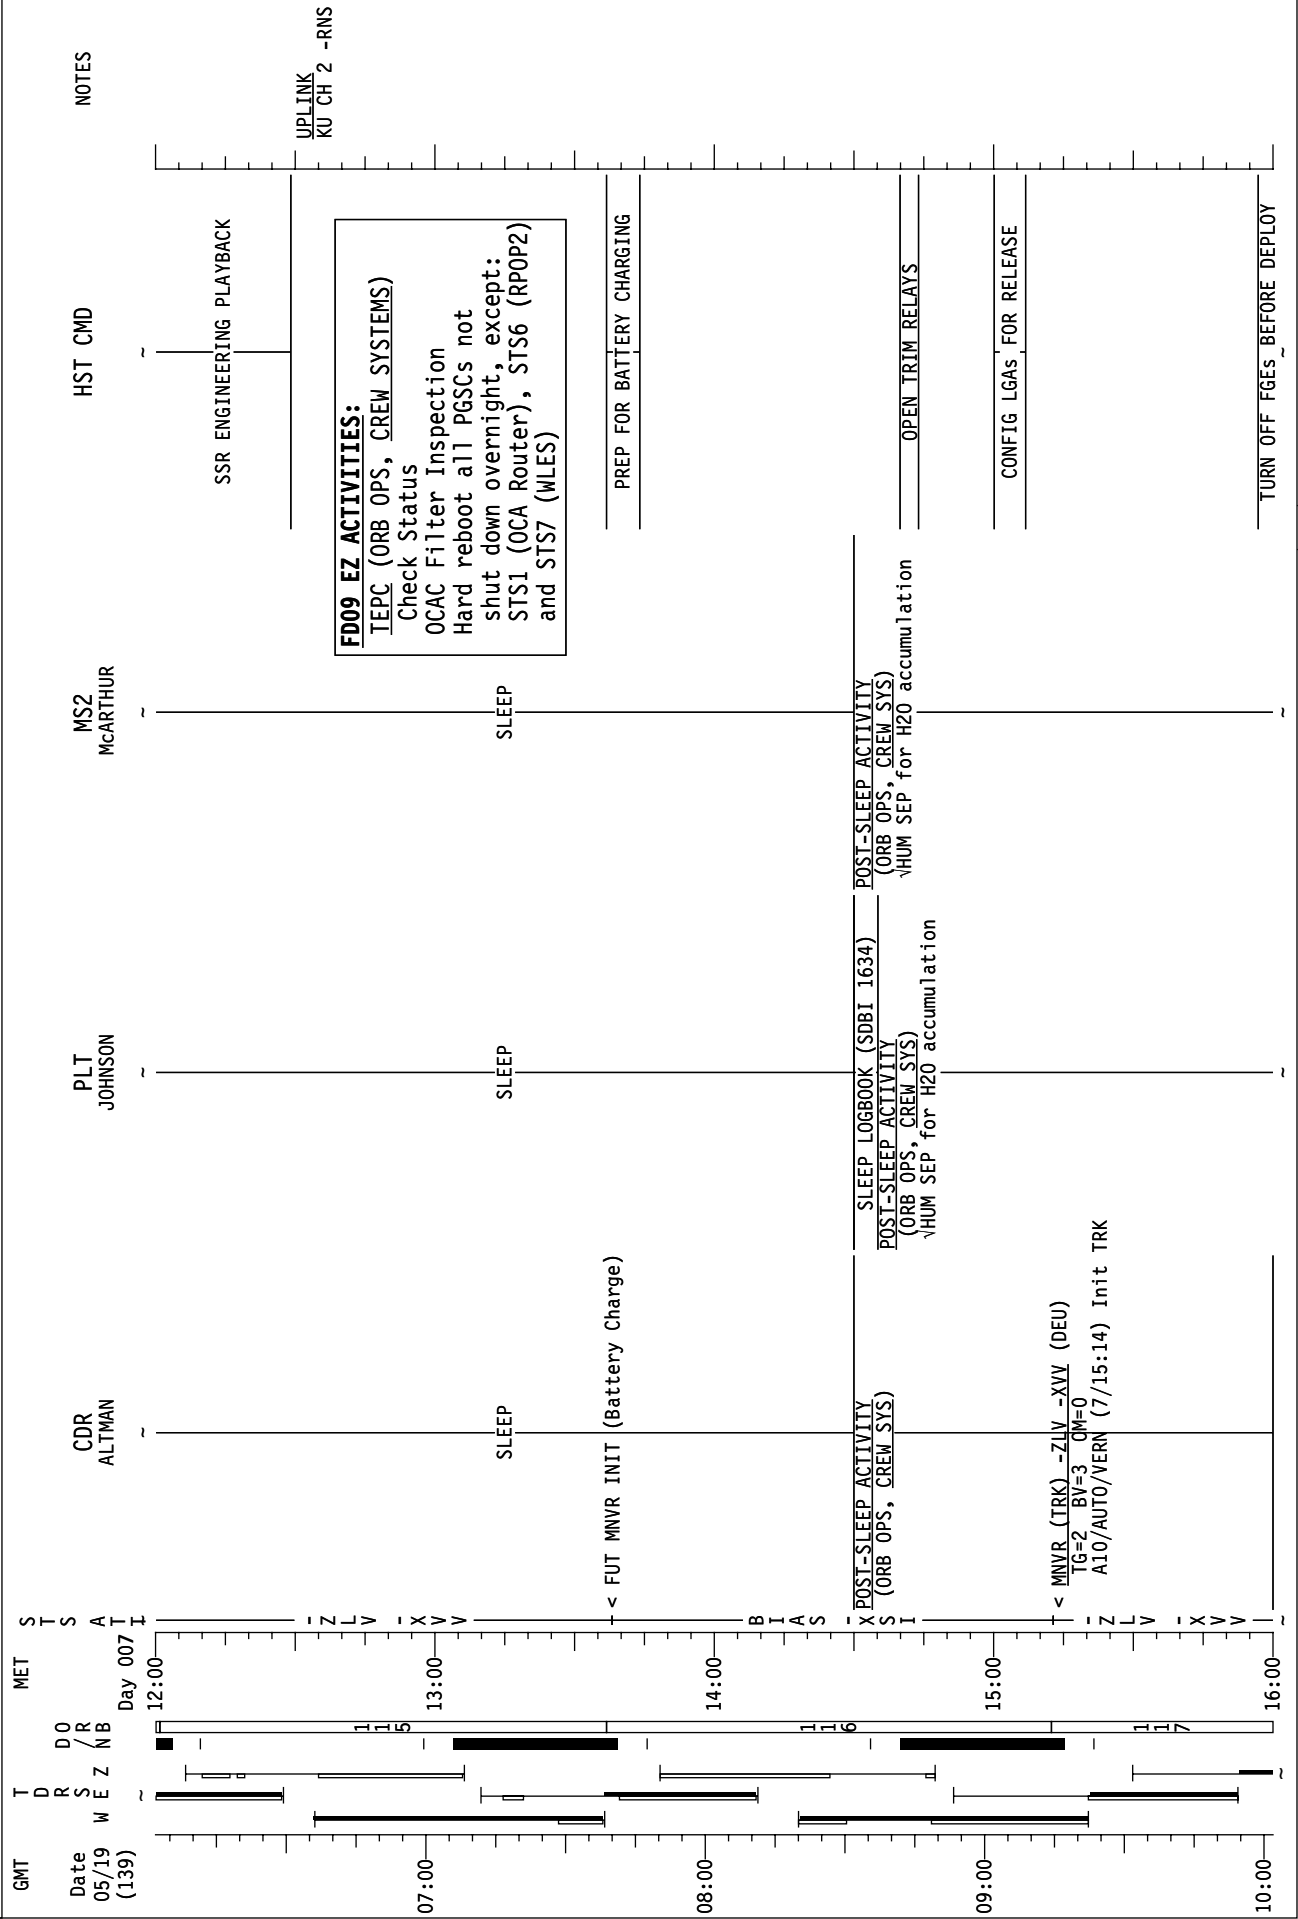 GMT
Date
05/19
(139)
07:00
08:00
09:00
10:00
T
D
R
S
W E Z
DO
/R
NB
115
116
117
MET
Day 007
12:00
13:00
14:00
15:00
16:00
S
T
S
A
T
T
-ZLV -XVV
BIAS -XSI
-ZLV -XVV
CDR
ALTMAN
SLEEP
< FUT MNVR INIT (Battery Charge)
POST-SLEEP ACTIVITY
(ORB OPS, CREW SYS)
< MNVR (TRK) -ZLV -XVV (DEU)
TG=2 BV=3 OM=0
A10/AUTO/VERN (7/15:14) Init TRK
PLT
JOHNSON
SLEEP
SLEEP LOGBOOK (SDBI 1634)
POST-SLEEP ACTIVITY
(ORB OPS, CREW SYS)
√HUM SEP for H2O accumulation
MS2
McARTHUR
SLEEP
POST-SLEEP ACTIVITY
(ORB OPS, CREW SYS)
√HUM SEP for H2O accumulation
FD09 EZ ACTIVITIES:
TEPC (ORB OPS, CREW SYSTEMS)
Check Status
OCAC Filter Inspection
Hard reboot all PGSCs not
shut down overnight, except:
STS1 (OCA Router), STS6 (RPOP2)
and STS7 (WLES)
HST CMD
SSR ENGINEERING PLAYBACK
PREP FOR BATTERY CHARGING
OPEN TRIM RELAYS
CONFIG LGAs FOR RELEASE
TURN OFF FGEs BEFORE DEPLOY
NOTES
UPLINK
KU CH 2 -RNS